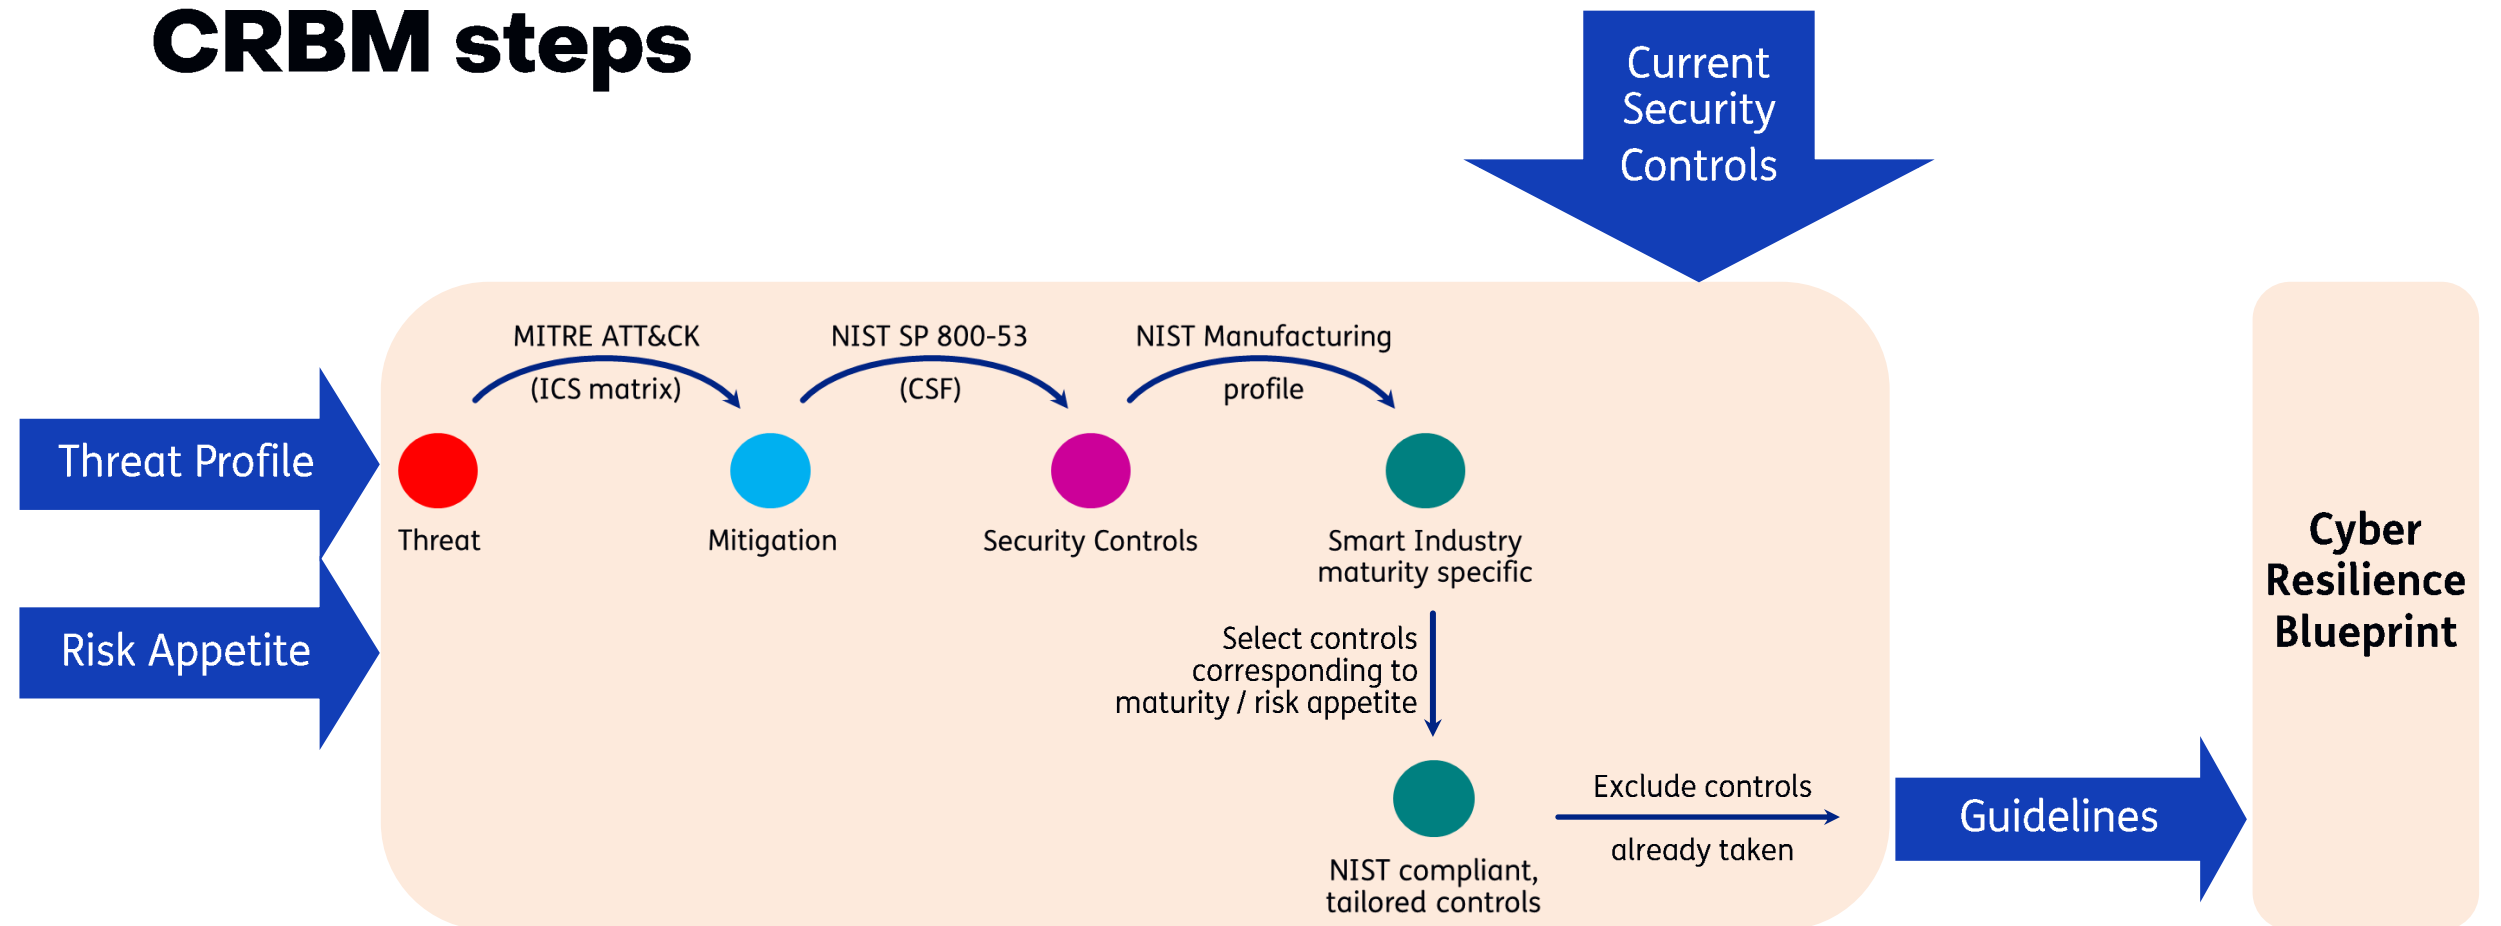 CRBM steps
Current
Security
Controls
MITRE ATT&CK
(ICS matrix)
NIST SP 800-53
(CSF)
NIST Manufacturing
profile
Threat Profile
Threat
Mitigation
Security Controls
Smart Industry
maturity specific
Risk Appetite
Select controls
corresponding to
maturity / risk appetite
Cyber
Resilience
Blueprint
Exclude controls
already taken
Guidelines
NIST compliant,
tailored controls